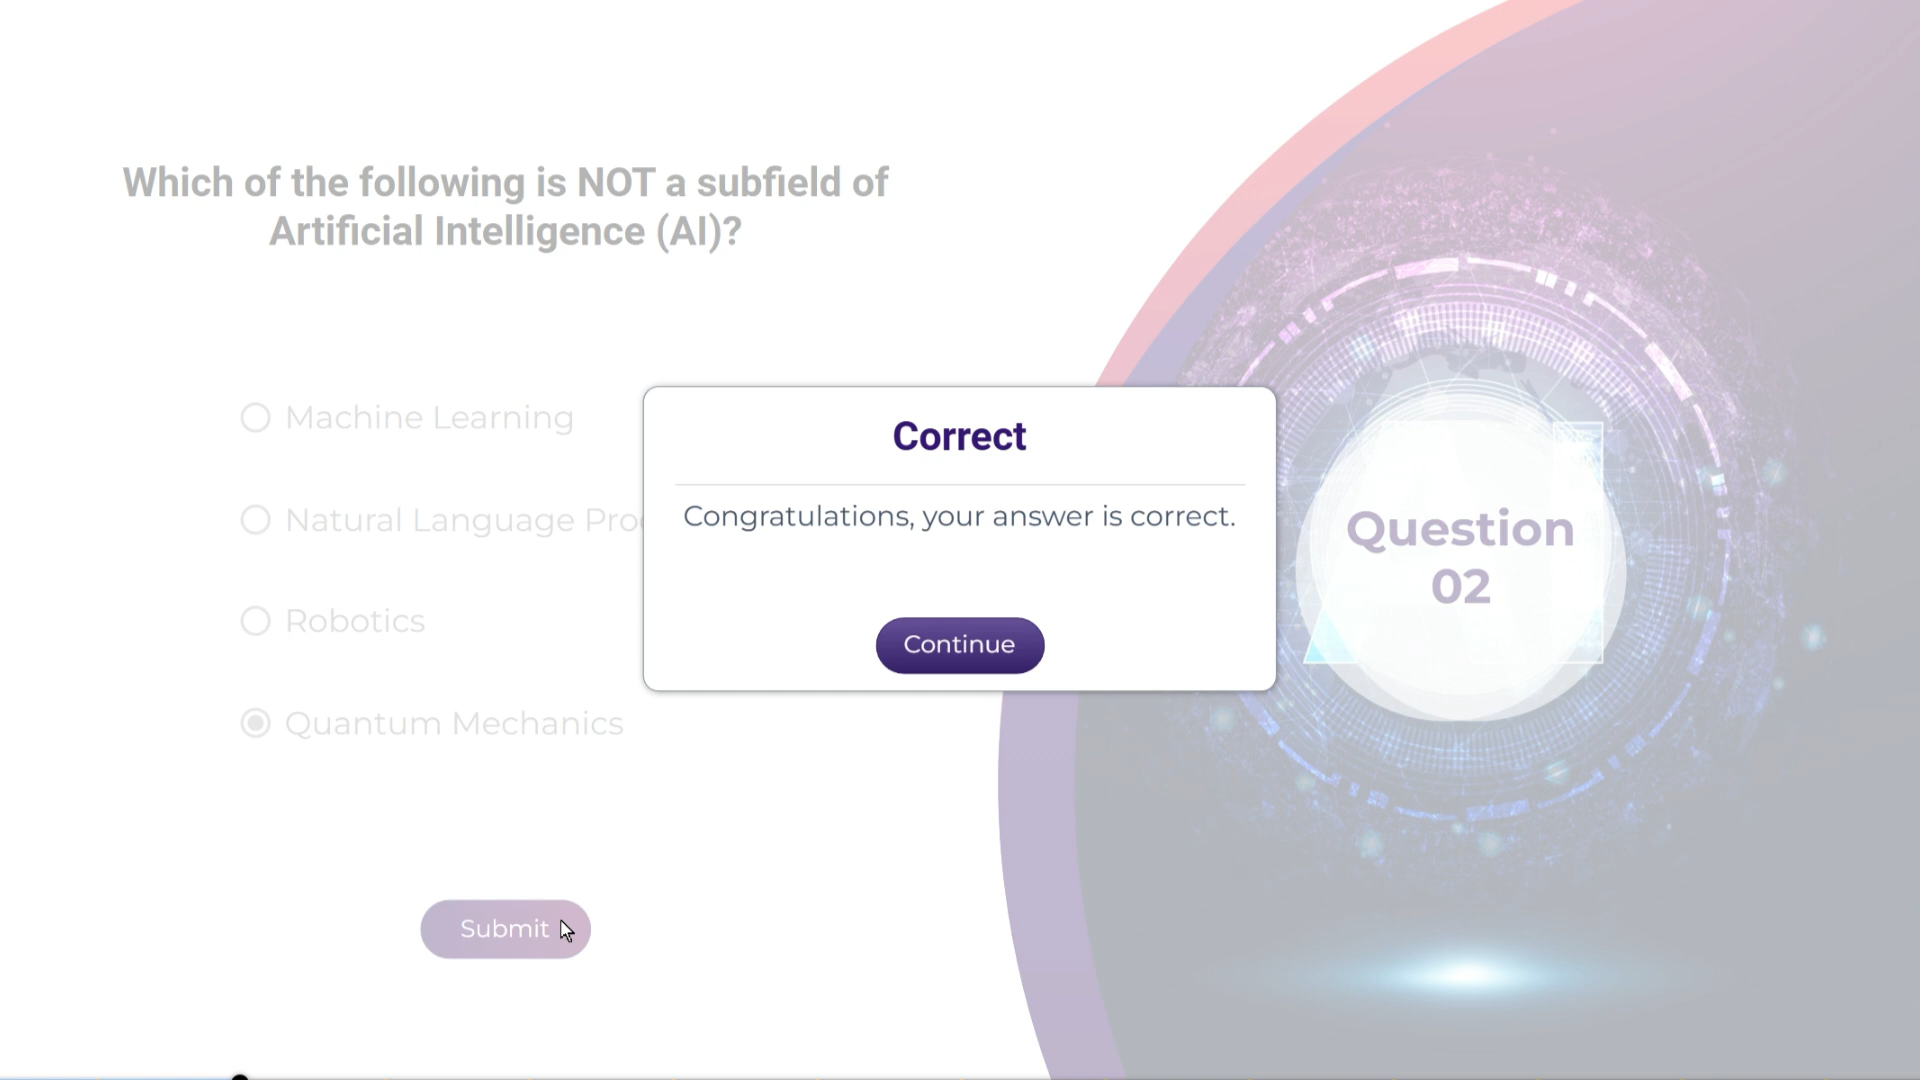 Which of the following is NOT a subfield of
Artificial Intelligence (AI)?
Machine Learning
Natural Language
Robotics
Quantum Mechanics
Submit
Correct
Congratulations, your answer is correct.
Continue
Question
02